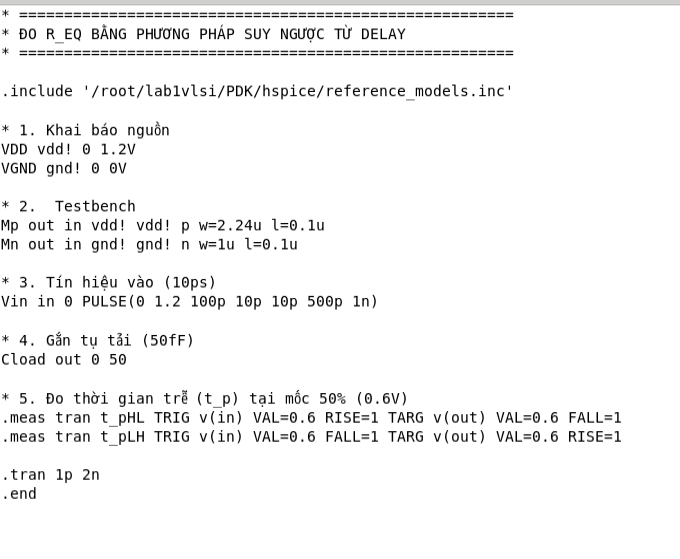 * =======================================================
* ĐO R_EQ BẰNG PHƯƠNG PHÁP SUY NGƯỢC TỪ DELAY
* =======================================================
.include '/root/lab1vlsi/PDK/hspice/reference_models.inc'
* 1. Khai báo nguồn
VDD vdd! 0 1.2V
VGND gnd! 0 0V
* 2.  Testbench
Mp out in vdd! vdd! p w=2.24u l=0.1u
Mn out in gnd! gnd! n w=1u l=0.1u
* 3. Tín hiệu vào (10ps)
Vin in 0 PULSE(0 1.2 100p 10p 10p 500p 1n)
* 4. Gắn tụ tải (50fF)
Cload out 0 50
* 5. Đo thời gian trễ (t_p) tại mốc 50% (0.6V)
.meas tran t_pHL TRIG v(in) VAL=0.6 RISE=1 TARG v(out) VAL=0.6 FALL=1
.meas tran t_pLH TRIG v(in) VAL=0.6 FALL=1 TARG v(out) VAL=0.6 RISE=1
.tran 1p 2n
.end